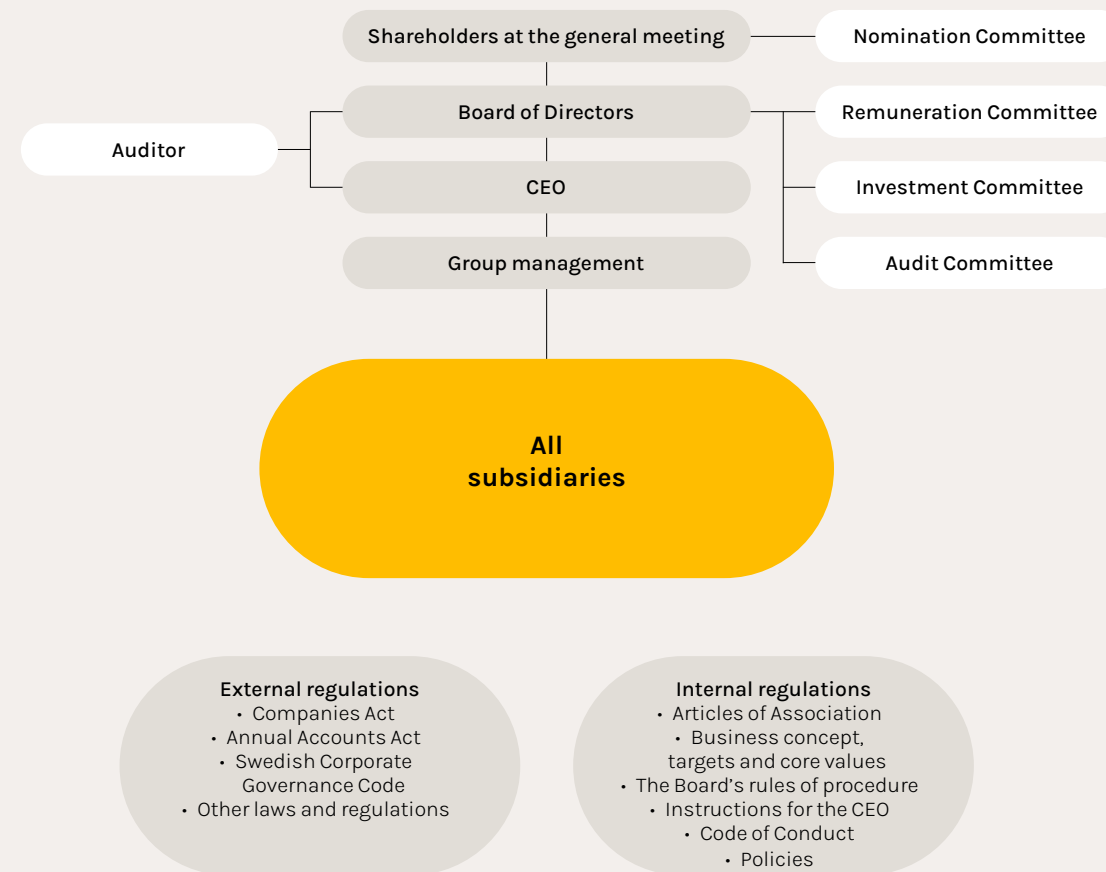 Shareholders at the general meeting
Nomination Committee
Board of Directors
Remuneration Committee
Auditor
CEO
Investment Committee
Group management
Audit Committee
All
subsidiaries
External regulations
• Companies Act
• Annual Accounts Act
• Swedish Corporate
Governance Code
• Other laws and regulations
Internal regulations
• Articles of Association
• Business concept,
targets and core values
• The Board’s rules of procedure
• Instructions for the CEO
• Code of Conduct
• Policies